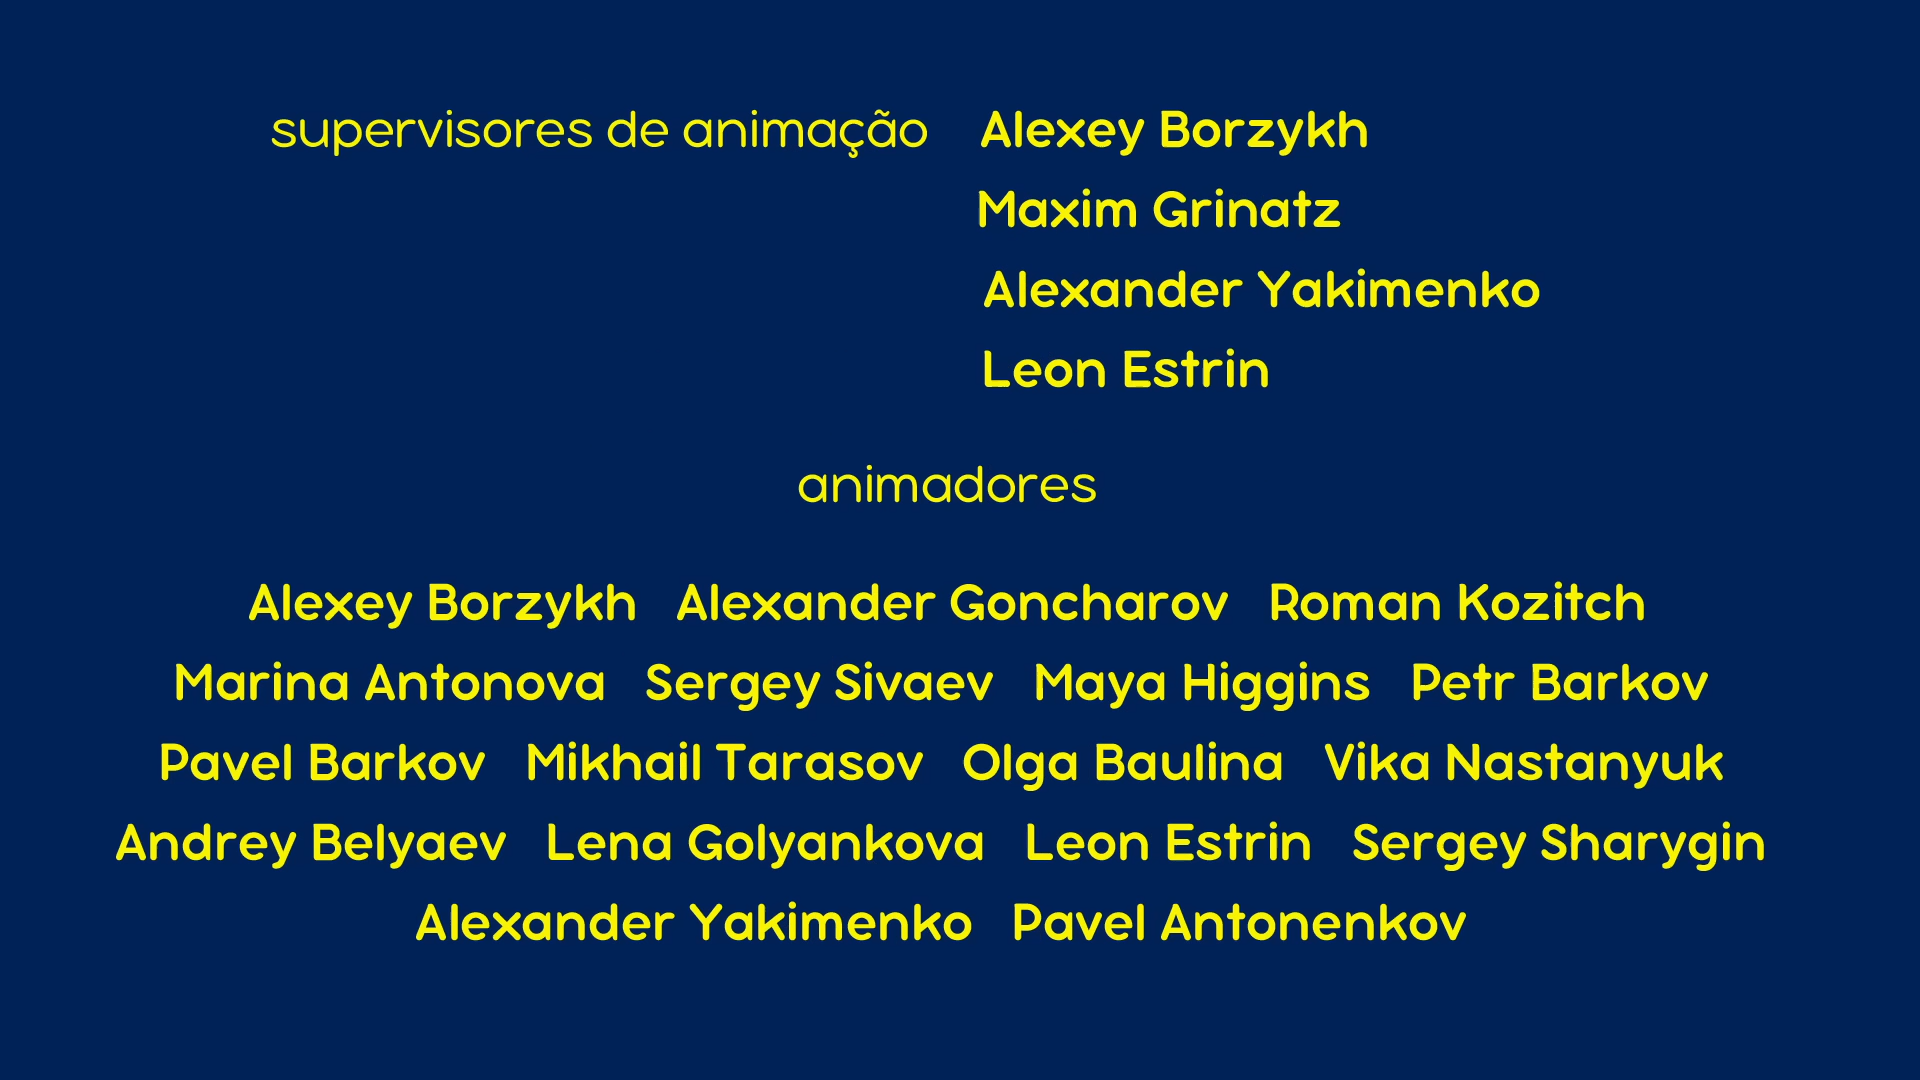 supervisores de animação Alexey Borzykh
Maxim Grinatz
Alexander Yakimenko
Leon Estrin
animadores
Alexey Borzykh Alexander Goncharov Roman Kozitch
Marina Antonova Sergey Sivaev Maya Higgins Petr Barkov
Pavel Barkov Mikhail Tarasov Olga Baulina Vika Nastanyuk
Andrey Belyaev Lena Golyankova Leon Estrin Sergey Sharygin
Alexander Yakimenko Pavel Antonenkov